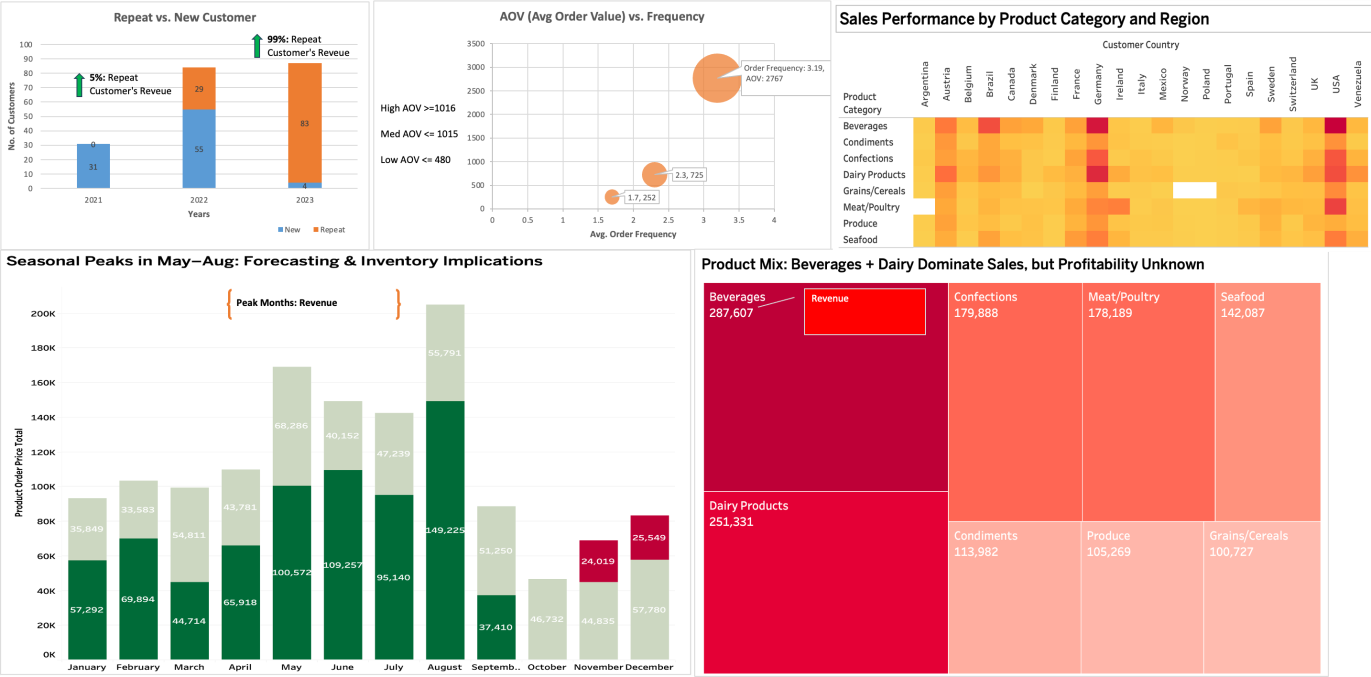 Repeat vs. New Customer
99%: Repeat
Customer's Reveue
5%: Repeat
Customer's Reveue
No. of Customers
100
90
80
70
60
50
40
30
20
10
0
0
31
29
55
83
4
2021
2022
2023
Years
New
Repeat
AOV (Avg Order Value) vs. Frequency
High AOV >=1016
Med AOV <= 1015
Low AOV <= 480
3500
3000
2500
2000
1500
1000
500
0
Order Frequency: 3.19,
AOV: 2767
2.3, 725
1.7, 252
0
0.5
1
1.5
2
2.5
3
3.5
4
Avg. Order Frequency
Sales Performance by Product Category and Region
Customer Country
Product
Category
Argentina
Austria
Belgium
Brazil
Canada
Denmark
Finland
France
Germany
Ireland
Italy
Mexico
Norway
Poland
Portugal
Spain
Sweden
Switzerland
UK
USA
Venezuela
Beverages
Condiments
Confections
Dairy Products
Grains/Cereals
Meat/Poultry
Produce
Seafood
Seasonal Peaks in May–Aug: Forecasting & Inventory Implications
Peak Months: Revenue
Product Order Price Total
200K
180K
160K
140K
120K
100K
80K
60K
40K
20K
0K
35,849
57,292
33,583
69,894
54,811
44,714
43,781
65,918
68,286
100,572
40,152
109,257
47,239
95,140
55,791
149,225
51,250
37,410
46,732
24,019
44,835
25,549
57,780
January
February
March
April
May
June
July
August
Septemb..
October
November
December
Product Mix: Beverages + Dairy Dominate Sales, but Profitability Unknown
Beverages
287,607
Revenue
Dairy Products
251,331
Confections
179,888
Meat/Poultry
178,189
Seafood
142,087
Condiments
113,982
Produce
105,269
Grains/Cereals
100,727